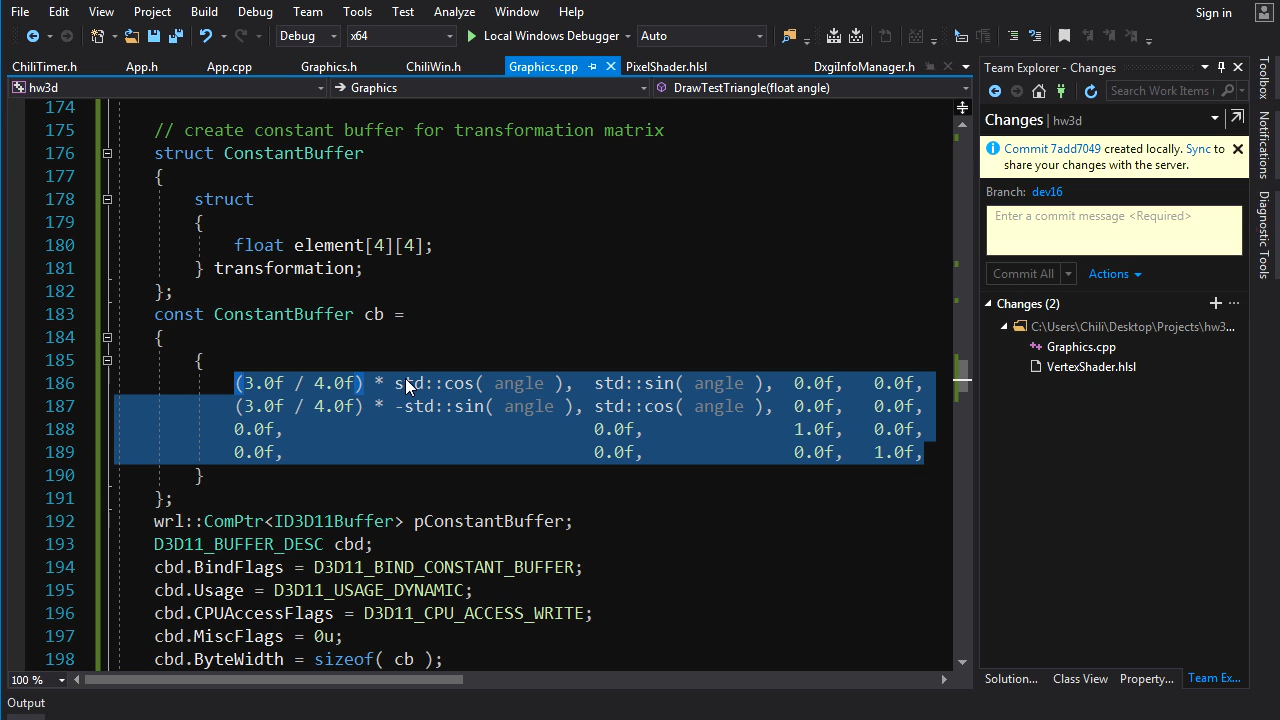 File Edit View Project Build Debug Team Tools Test Analyze Window Help Sign in
Debug x64 Local Windows Debugger Auto
ChiliTimer.h App.h App.cpp Graphics.h ChiliWin.h Graphics.cpp PixelShader.hlsl DxgiInfoManager.h
hw3d Graphics DrawTestTriangle(float angle)
174
175 // create constant buffer for transformation matrix
176 struct ConstantBuffer
177 {
178 struct
179 {
180 float element[4][4];
181 } transformation;
182 };
183 const ConstantBuffer cb =
184 {
185 {
186 (3.0f / 4.0f) * std::cos( angle ), std::sin( angle ), 0.0f, 0.0f,
187 (3.0f / 4.0f) * -std::sin( angle ), std::cos( angle ), 0.0f, 0.0f,
188 0.0f, 0.0f, 1.0f, 0.0f,
189 0.0f, 0.0f, 0.0f, 1.0f,
190 }
191 };
192 wrl::ComPtr<ID3D11Buffer> pConstantBuffer;
193 D3D11_BUFFER_DESC cbd;
194 cbd.BindFlags = D3D11_BIND_CONSTANT_BUFFER;
195 cbd.Usage = D3D11_USAGE_DYNAMIC;
196 cbd.CPUAccessFlags = D3D11_CPU_ACCESS_WRITE;
197 cbd.MiscFlags = 0u;
198 cbd.ByteWidth = sizeof( cb );
100 %
Output
Team Explorer - Changes
Search Work Items (
Changes | hw3d
Commit 7add7049 created locally. Sync to
share your changes with the server.
Branch: dev16
Enter a commit message <Required>
Commit All Actions
Changes (2)
C:\Users\Chili\Desktop\Projects\hw3...
Graphics.cpp
VertexShader.hlsl
Solution... Class View Property... Team Ex...
Toolbox
Notifications
Diagnostic Tools